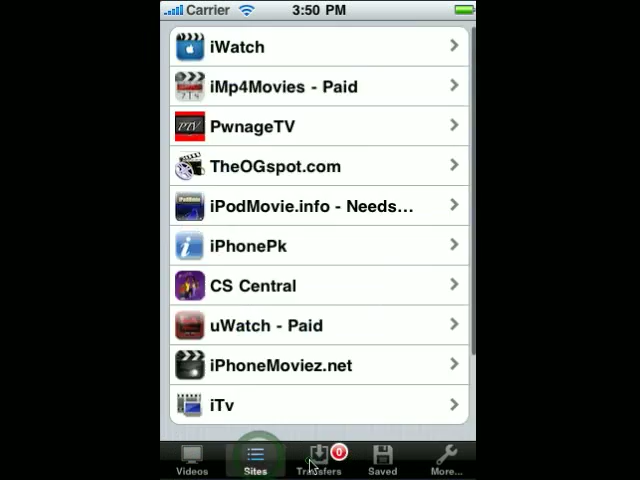 Carrier 3:50 PM
iWatch
iMp4Movies - Paid
PwnageTV
PTV
TheOGspot.com
iPodMovie.info - Needs...
iPhonePk
CS Central
uWatch - Paid
iPhoneMoviez.net
iTv
0
Videos Sites Transfers Saved More...